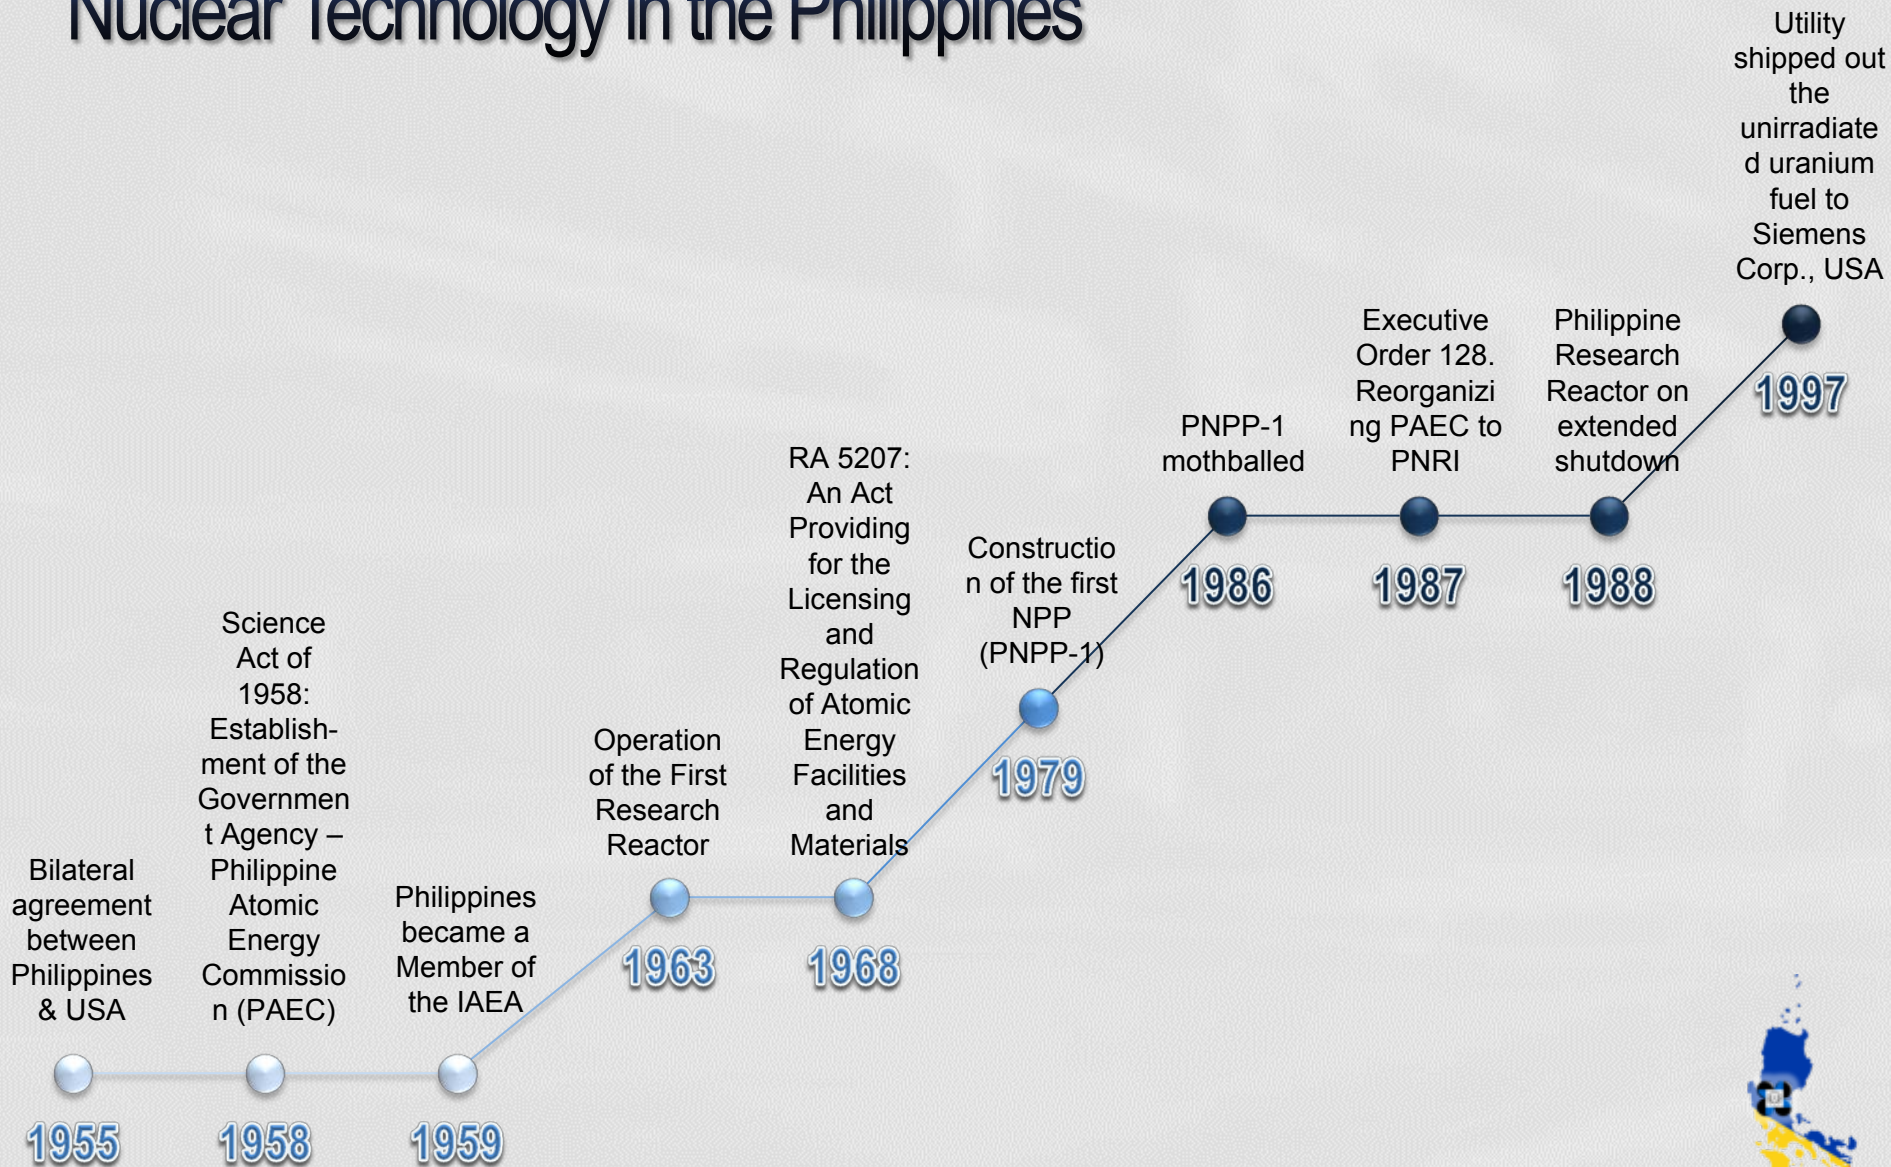 Nuclear Technology in the Philippines
Bilateral
agreement
between
Philippines
& USA
1955
Science
Act of
1958:
Establish-
ment of the
Governmen
t Agency –
Philippine
Atomic
Energy
Commissio
n (PAEC)
1958
Philippines
became a
Member of
the IAEA
1959
Operation
of the First
Research
Reactor
1963
RA 5207:
An Act
Providing
for the
Licensing
and
Regulation
of Atomic
Energy
Facilities
and
Materials
1968
Constructio
n of the first
NPP
(PNPP-1)
1979
PNPP-1
mothballed
1986
Executive
Order 128.
Reorganizi
ng PAEC to
PNRI
1987
Philippine
Research
Reactor on
extended
shutdown
1988
Utility
shipped out
the
unirradiate
d uranium
fuel to
Siemens
Corp., USA
1997